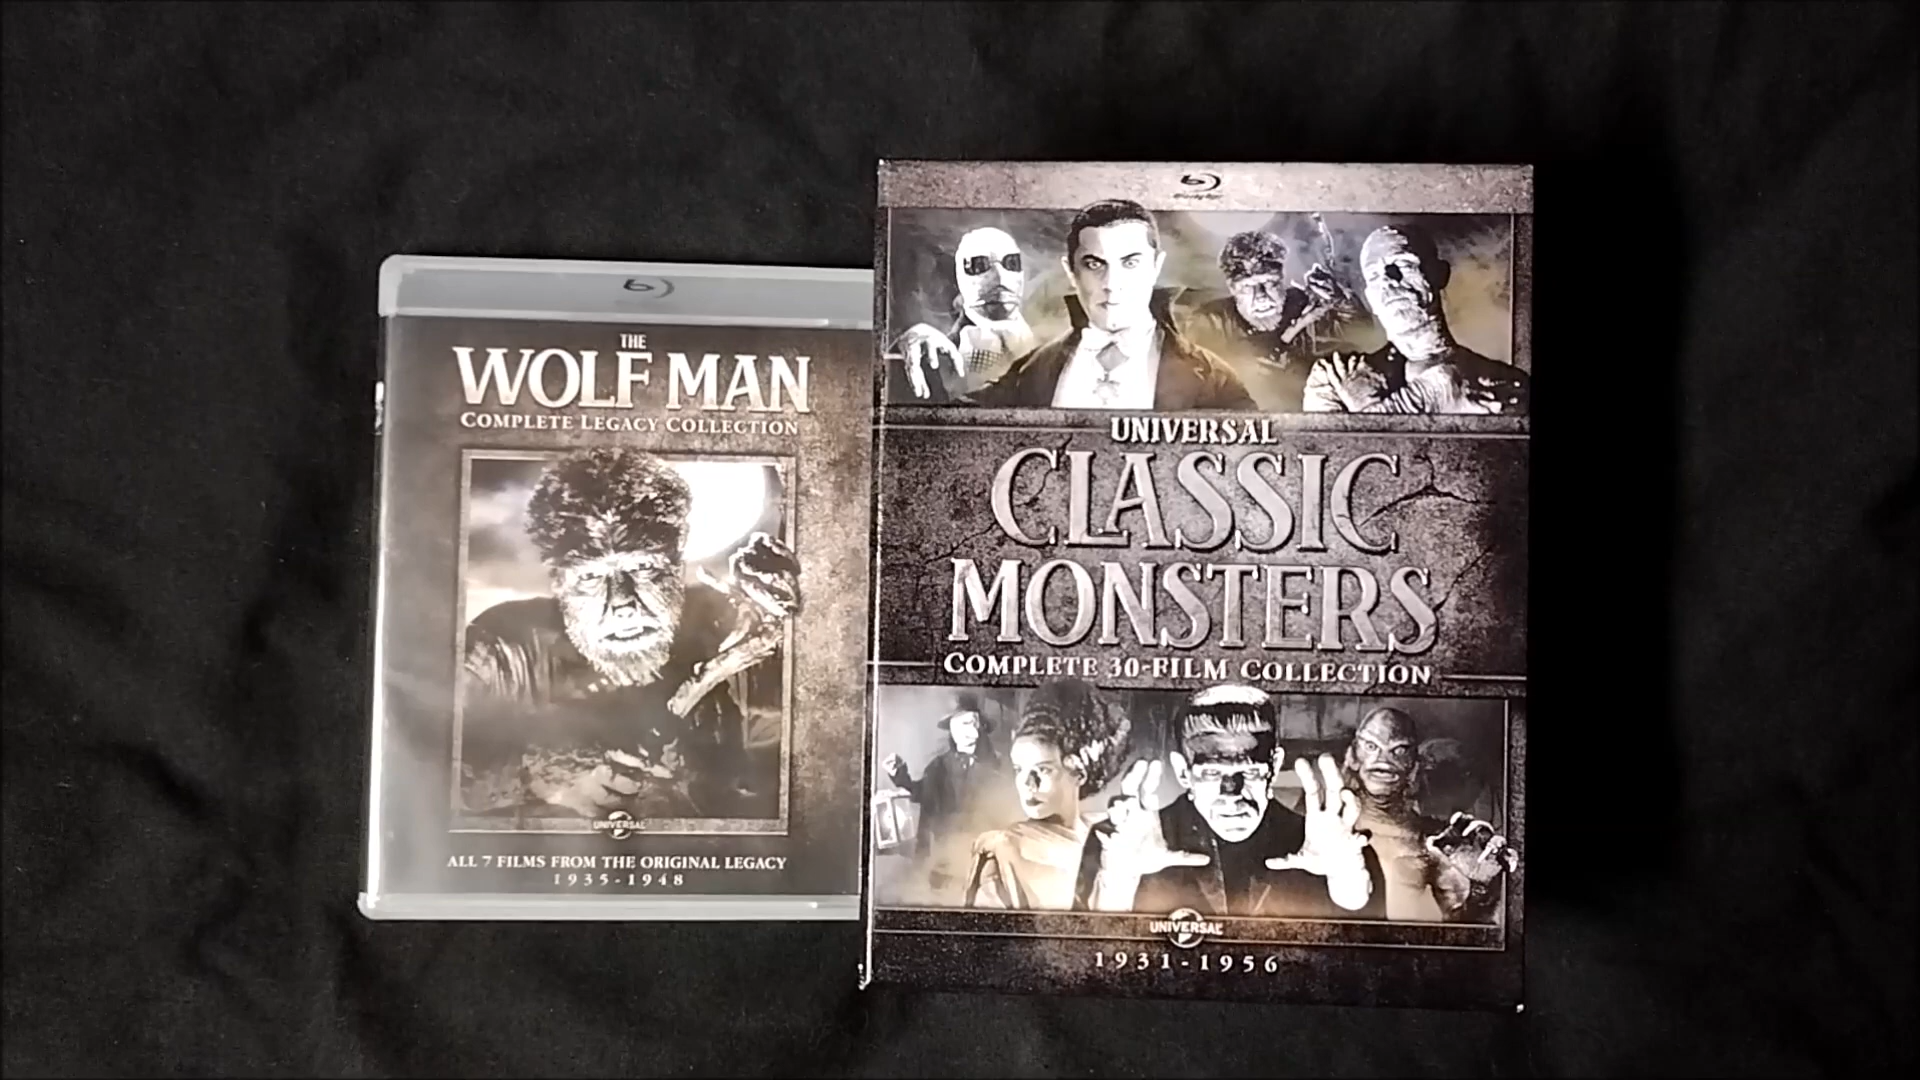 THE
WOLF MAN
COMPLETE LEGACY COLLECTION
UNIVERSAL
ALL 7 FILMS FROM THE ORIGINAL LEGACY
1935-1948
UNIVERSAL
CLASSIC
MONSTERS
COMPLETE 30-FILM COLLECTION
UNIVERSAL
1931-1956